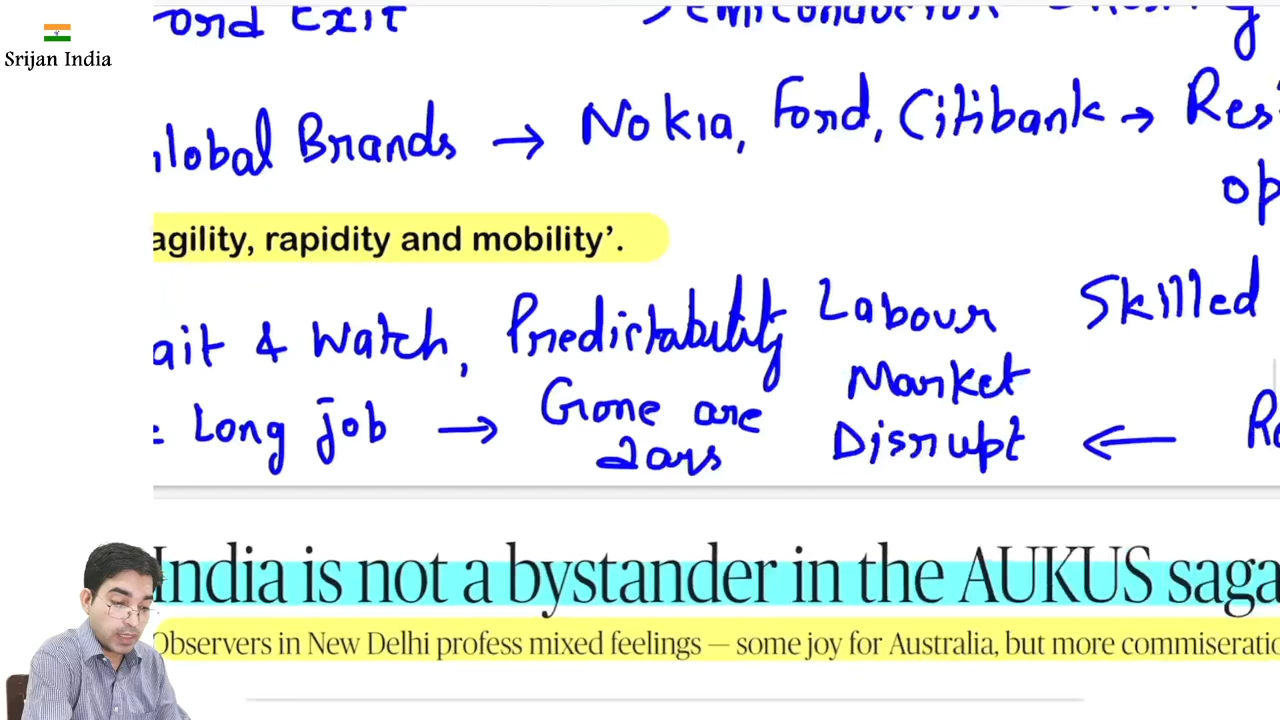 Ford Exit
Semiconductor
Srijan India
Global Brands → Nokia, Ford, Citibank →
agility, rapidity and mobility’.
ait & Watch, Predictability Labour Skilled
Market
Long job → Gone are Disrupt ←
days
India is not a bystander in the AUKUS saga
Observers in New Delhi profess mixed feelings — some joy for Australia, but more commiseratio